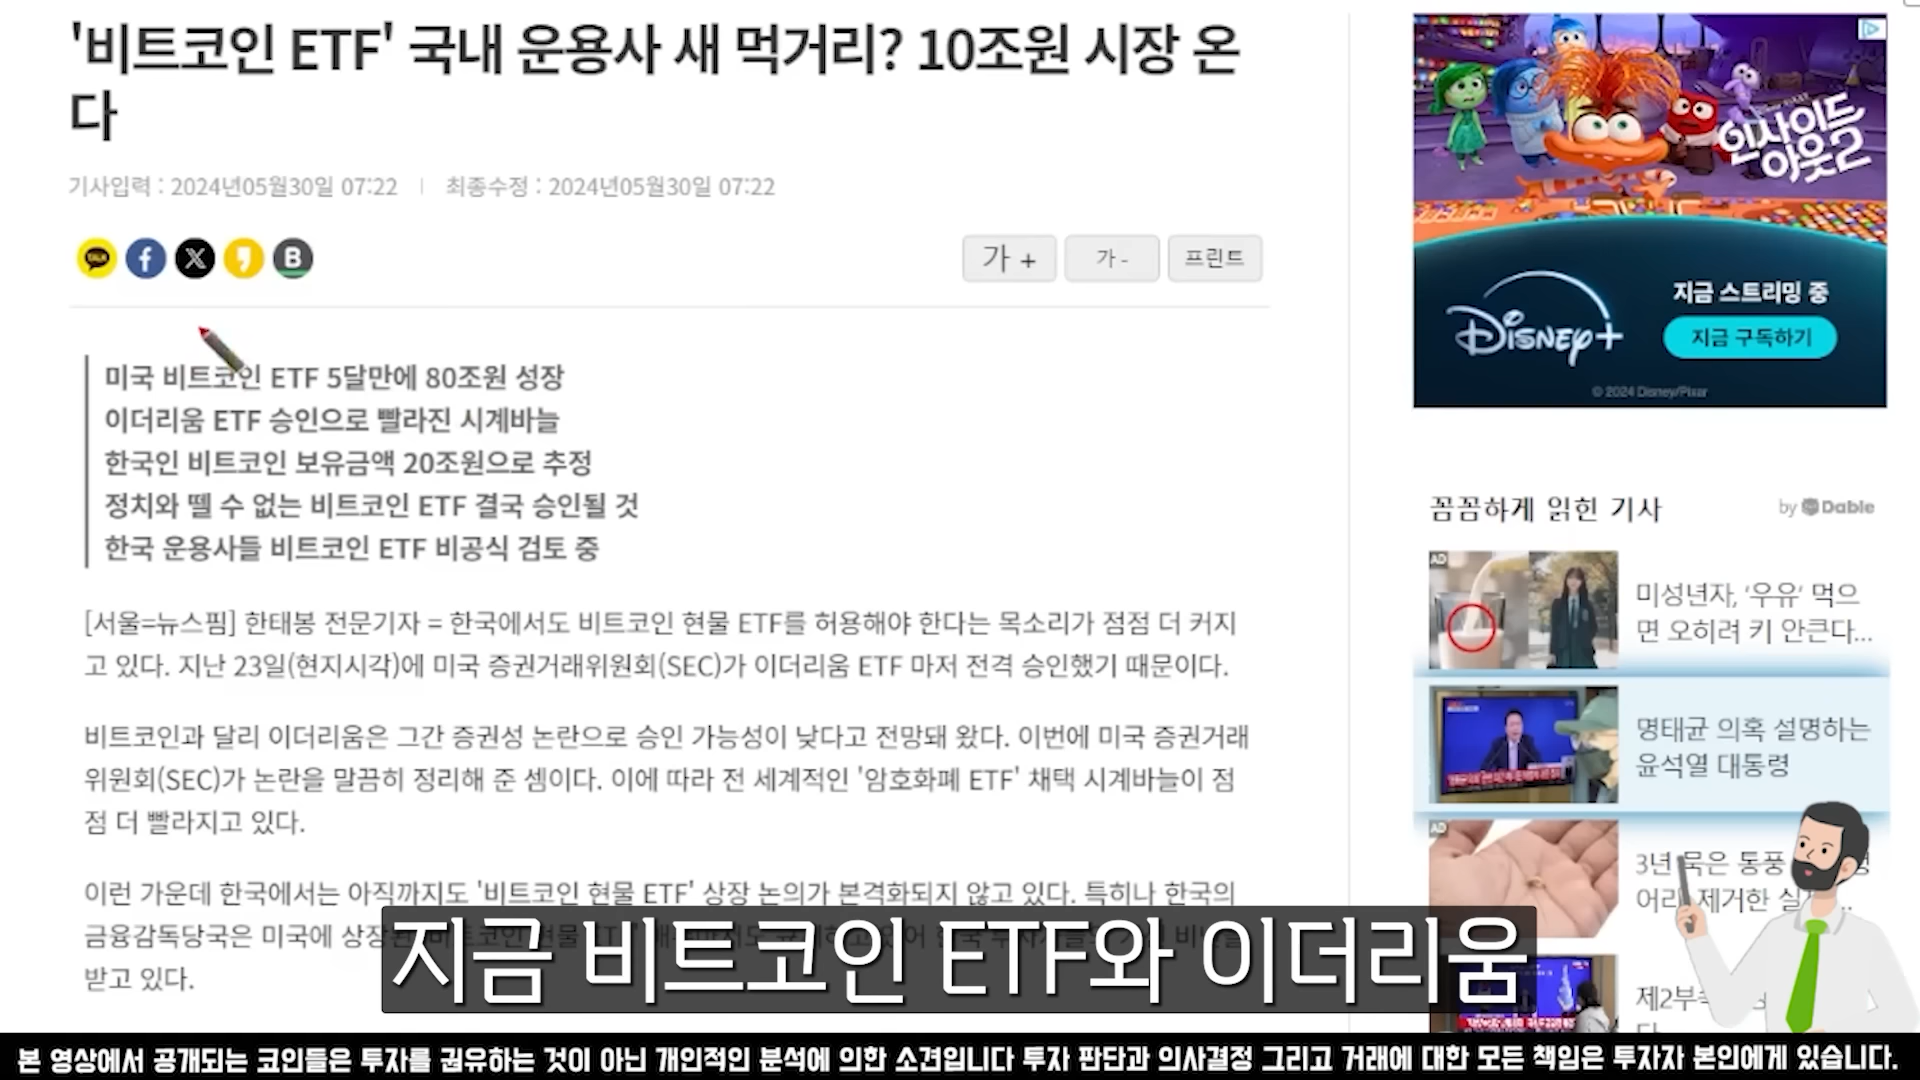 '비트코인 ETF' 국내 운용사 새 먹거리? 10조원 시장 온
다
기사입력 : 2024년05월30일 07:22 | 최종수정 : 2024년05월30일 07:22
TALK f X B
가 + 가 - 프린트
미국 비트코인 ETF 5달만에 80조원 성장
이더리움 ETF 승인으로 빨라진 시계바늘
한국인 비트코인 보유금액 20조원으로 추정
정치와 뗄 수 없는 비트코인 ETF 결국 승인될 것
한국 운용사들 비트코인 ETF 비공식 검토 중
[서울=뉴스핌] 한태봉 전문기자 = 한국에서도 비트코인 현물 ETF를 허용해야 한다는 목소리가 점점 더 커지
고 있다. 지난 23일(현지시각)에 미국 증권거래위원회(SEC)가 이더리움 ETF 마저 전격 승인했기 때문이다.
비트코인과 달리 이더리움은 그간 증권성 논란으로 승인 가능성이 낮다고 전망돼 왔다. 이번에 미국 증권거래
위원회(SEC)가 논란을 말끔히 정리해 준 셈이다. 이에 따라 전 세계적인 '암호화폐 ETF' 채택 시계바늘이 점
점 더 빨라지고 있다.
이런 가운데 한국에서는 아직까지도 '비트코인 현물 ETF' 상장 논의가 본격화되지 않고 있다. 특히나 한국의
금융감독당국은 미국에
받고 있다.
인사이드
아웃2
지금 스트리밍 중
Disney+
지금 구독하기
© 2024 Disney/Pixar
꼼꼼하게 읽힌 기사
by Dable
AD
미성년자, '우유' 먹으
면 오히려 키 안큰다...
명태균 의혹 설명하는
윤석열 대통령
AD
3년 묵은 통풍
어리 제거한
제2부
지금 비트코인 ETF와 이더리움
본 영상에서 공개되는 코인들은 투자를 권유하는 것이 아닌 개인적인 분석에 의한 소견입니다 투자 판단과 의사결정 그리고 거래에 대한 모든 책임은 투자자 본인에게 있습니다.